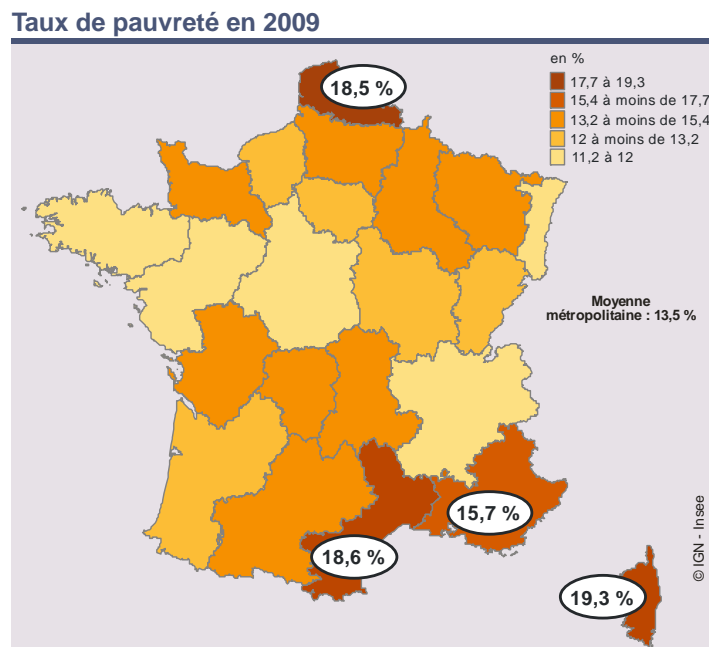 Taux de pauvreté en 2009
en %
17,7 à 19,3
15,4 à moins de 17,7
13,2 à moins de 15,4
12 à moins de 13,2
11,2 à 12
18,5 %
Moyenne
métropolitaine : 13,5 %
15,7 %
18,6 %
19,3 %
© IGN - Insee